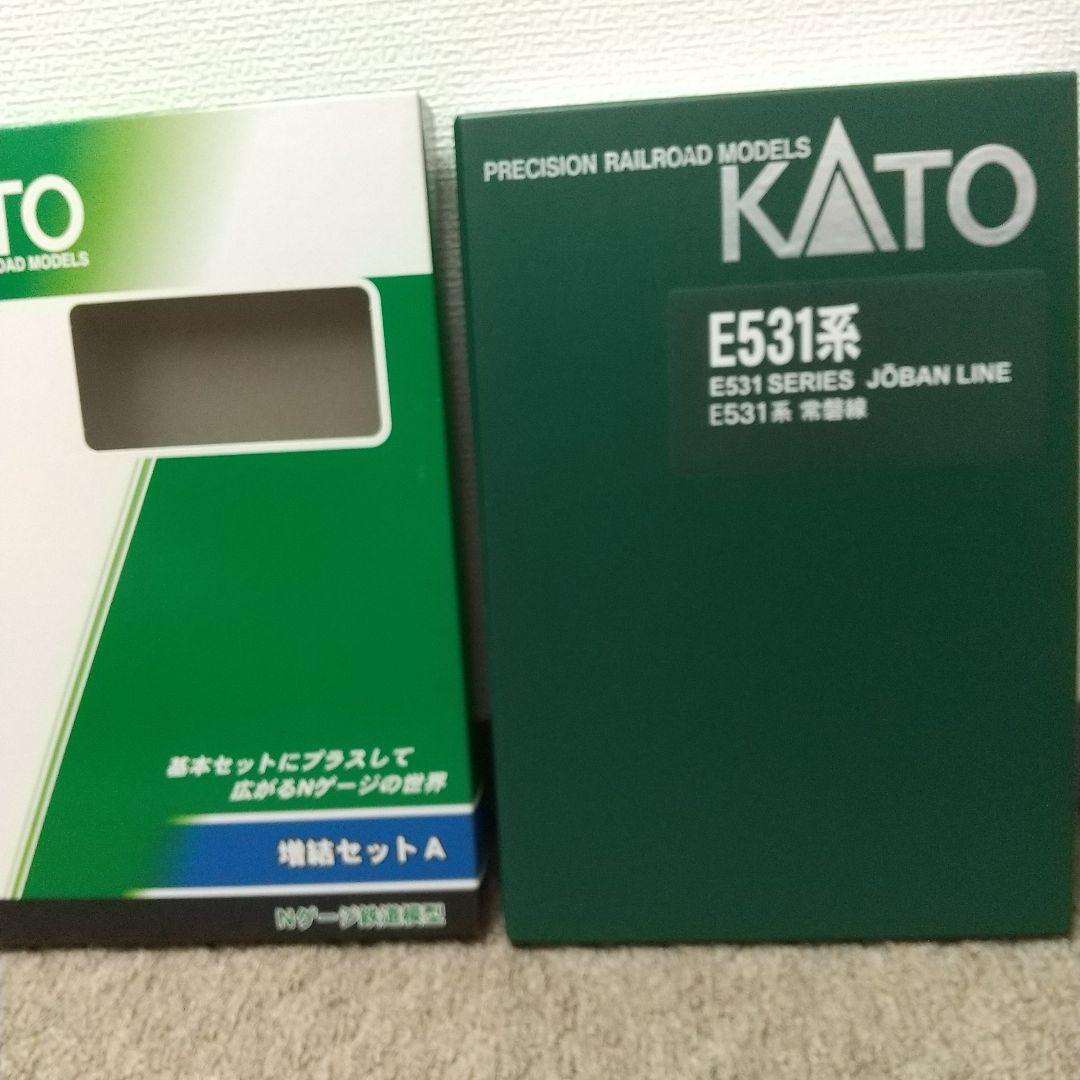 TO
OAD MODELS
基本セットにプラスして
広がるNゲージの世界
増結セットA
Nゲージ鉄道模型
PRECISION RAILROAD MODELS
KATO
E531系
E531 SERIES JŌBAN LINE
E531系 常磐線